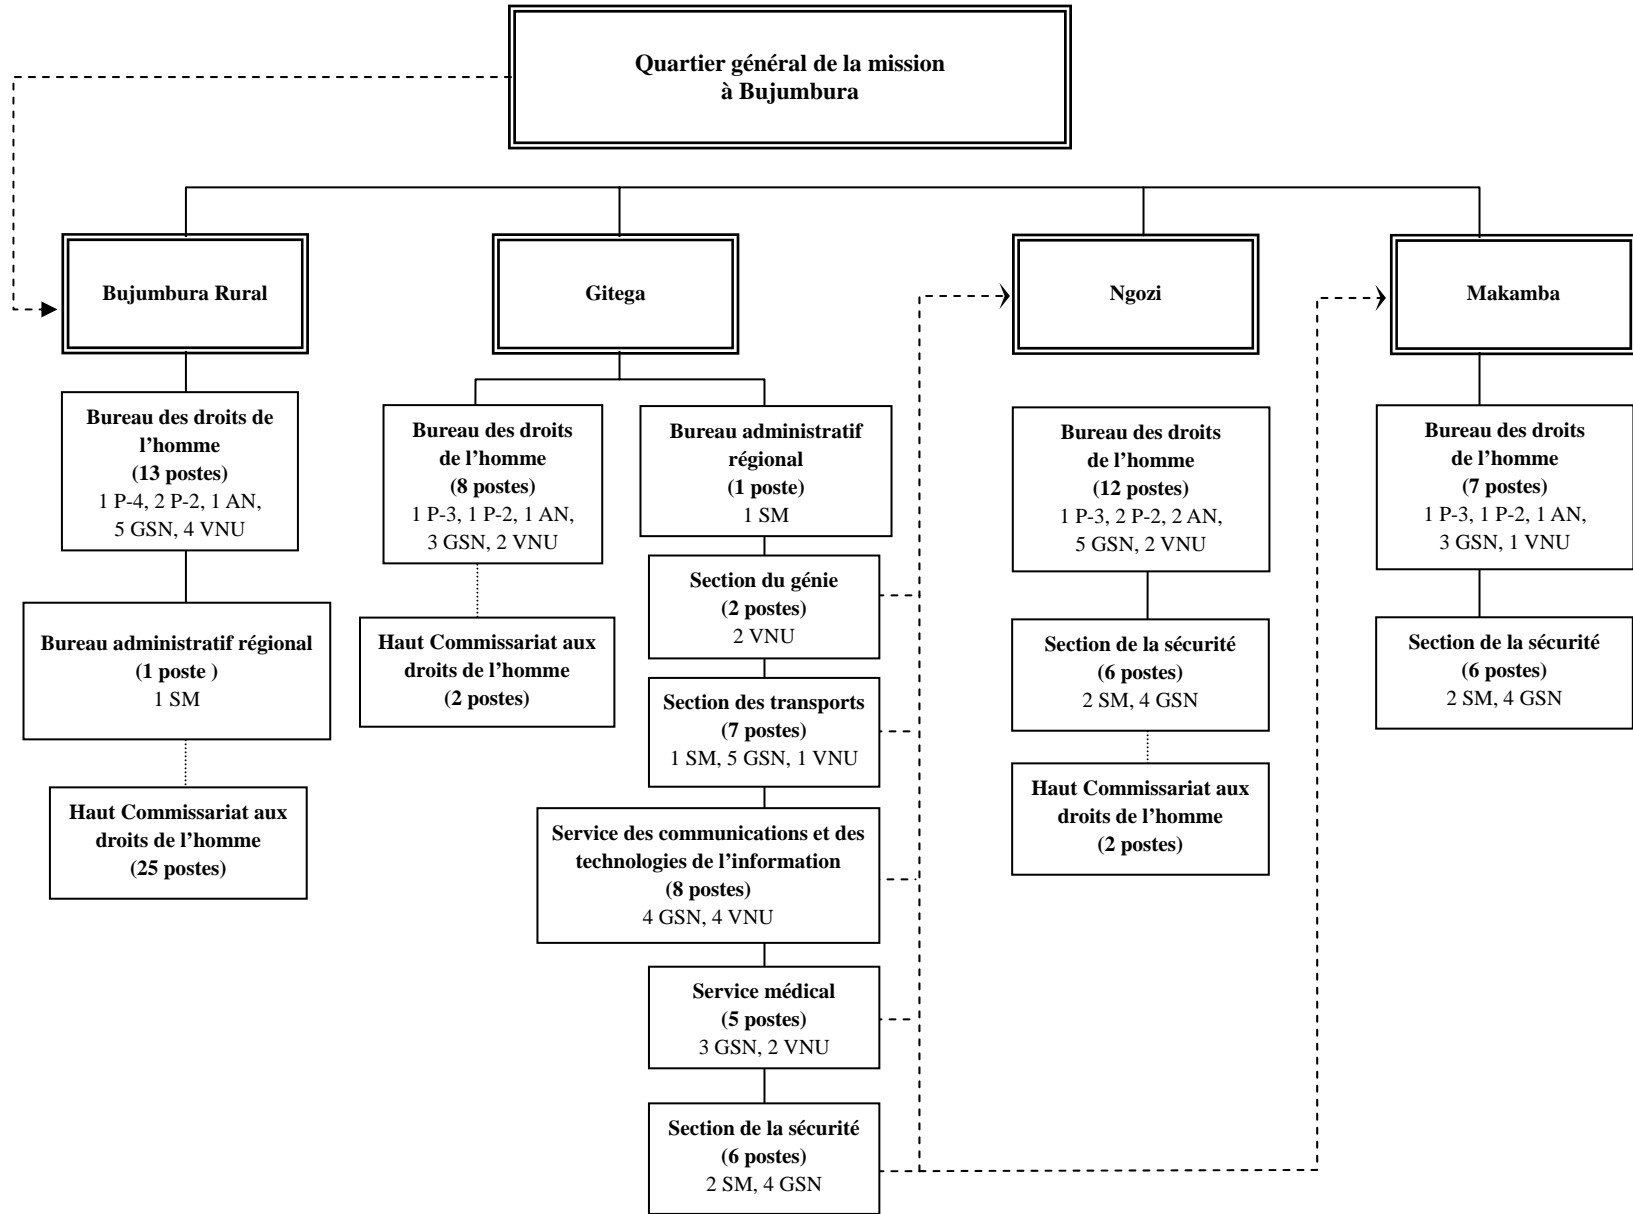 Quartier général de la mission
à Bujumbura
Bujumbura Rural
Gitega
Ngozi
Makamba
Bureau des droits de
l’homme
(13 postes)
1 P-4, 2 P-2, 1 AN,
5 GSN, 4 VNU
Bureau administratif régional
(1 poste )
1 SM
Haut Commissariat aux
droits de l’homme
(25 postes)
Bureau des droits
de l’homme
(8 postes)
1 P-3, 1 P-2, 1 AN,
3 GSN, 2 VNU
Haut Commissariat aux
droits de l’homme
(2 postes)
Bureau administratif
régional
(1 poste)
1 SM
Section du génie
(2 postes)
2 VNU
Section des transports
(7 postes)
1 SM, 5 GSN, 1 VNU
Service des communications et des
technologies de l’information
(8 postes)
4 GSN, 4 VNU
Service médical
(5 postes)
3 GSN, 2 VNU
Section de la sécurité
(6 postes)
2 SM, 4 GSN
Bureau des droits
de l’homme
(12 postes)
1 P-3, 2 P-2, 2 AN,
5 GSN, 2 VNU
Section de la sécurité
(6 postes)
2 SM, 4 GSN
Haut Commissariat aux
droits de l’homme
(2 postes)
Bureau des droits
de l’homme
(7 postes)
1 P-3, 1 P-2, 1 AN,
3 GSN, 1 VNU
Section de la sécurité
(6 postes)
2 SM, 4 GSN